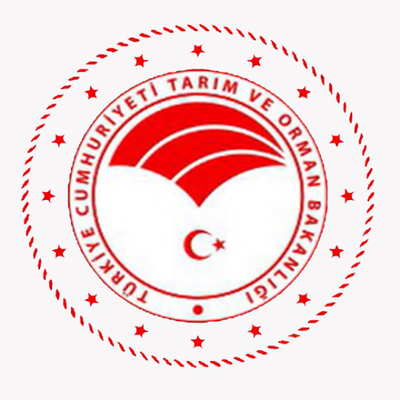 TÜRKİYE CUMHURİYETİ TARIM VE ORMAN BAKANLIĞI